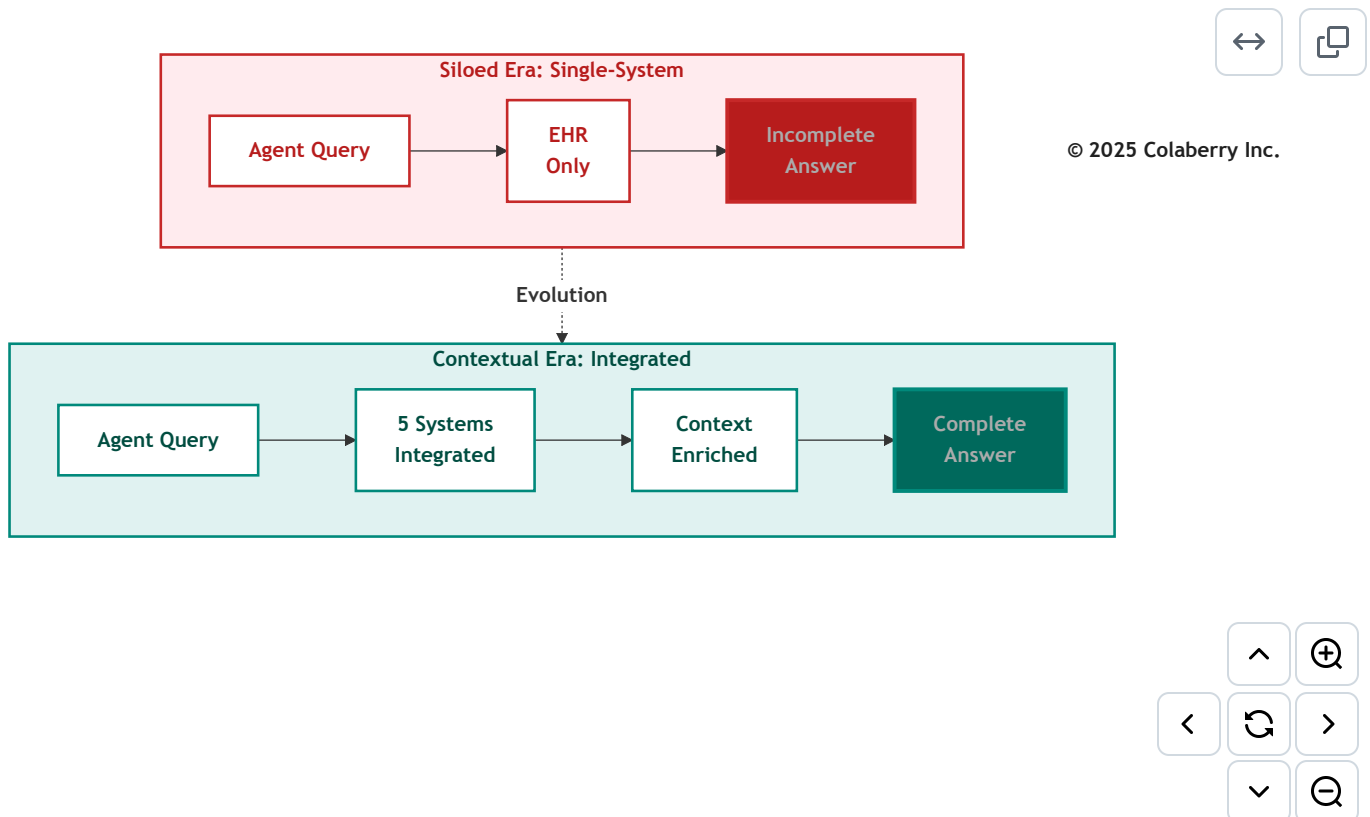 Siloed Era: Single-System
Agent Query
EHR
Only
Incomplete
Answer
© 2025 Colaberry Inc.
Evolution
Contextual Era: Integrated
Agent Query
5 Systems
Integrated
Context
Enriched
Complete
Answer